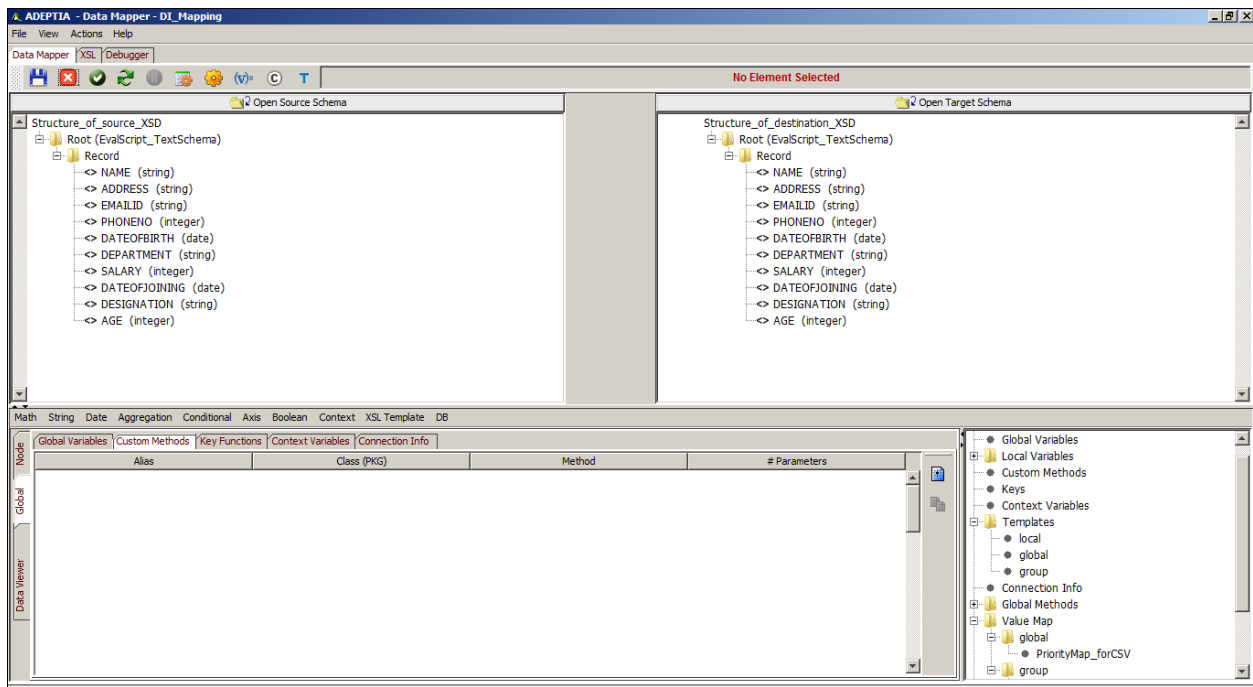 ADEPTIA - Data Mapper - DI_Mapping
File View Actions Help
Data Mapper XSL Debugger
(v)= C T No Element Selected
Open Source Schema Open Target Schema
Structure_of_source_XSD
Root (EvalScript_TextSchema)
Record
<> NAME (string)
<> ADDRESS (string)
<> EMAILID (string)
<> PHONENO (integer)
<> DATEOFBIRTH (date)
<> DEPARTMENT (string)
<> SALARY (integer)
<> DATEOFJOINING (date)
<> DESIGNATION (string)
<> AGE (integer)
Structure_of_destination_XSD
Root (EvalScript_TextSchema)
Record
<> NAME (string)
<> ADDRESS (string)
<> EMAILID (string)
<> PHONENO (integer)
<> DATEOFBIRTH (date)
<> DEPARTMENT (string)
<> SALARY (integer)
<> DATEOFJOINING (date)
<> DESIGNATION (string)
<> AGE (integer)
Math String Date Aggregation Conditional Axis Boolean Context XSL Template DB
Node
Global
Data Viewer
Global Variables Custom Methods Key Functions Context Variables Connection Info
Alias Class (PKG) Method # Parameters
Global Variables
Local Variables
Custom Methods
Keys
Context Variables
Templates
local
global
group
Connection Info
Global Methods
Value Map
global
PriorityMap_forCSV
group